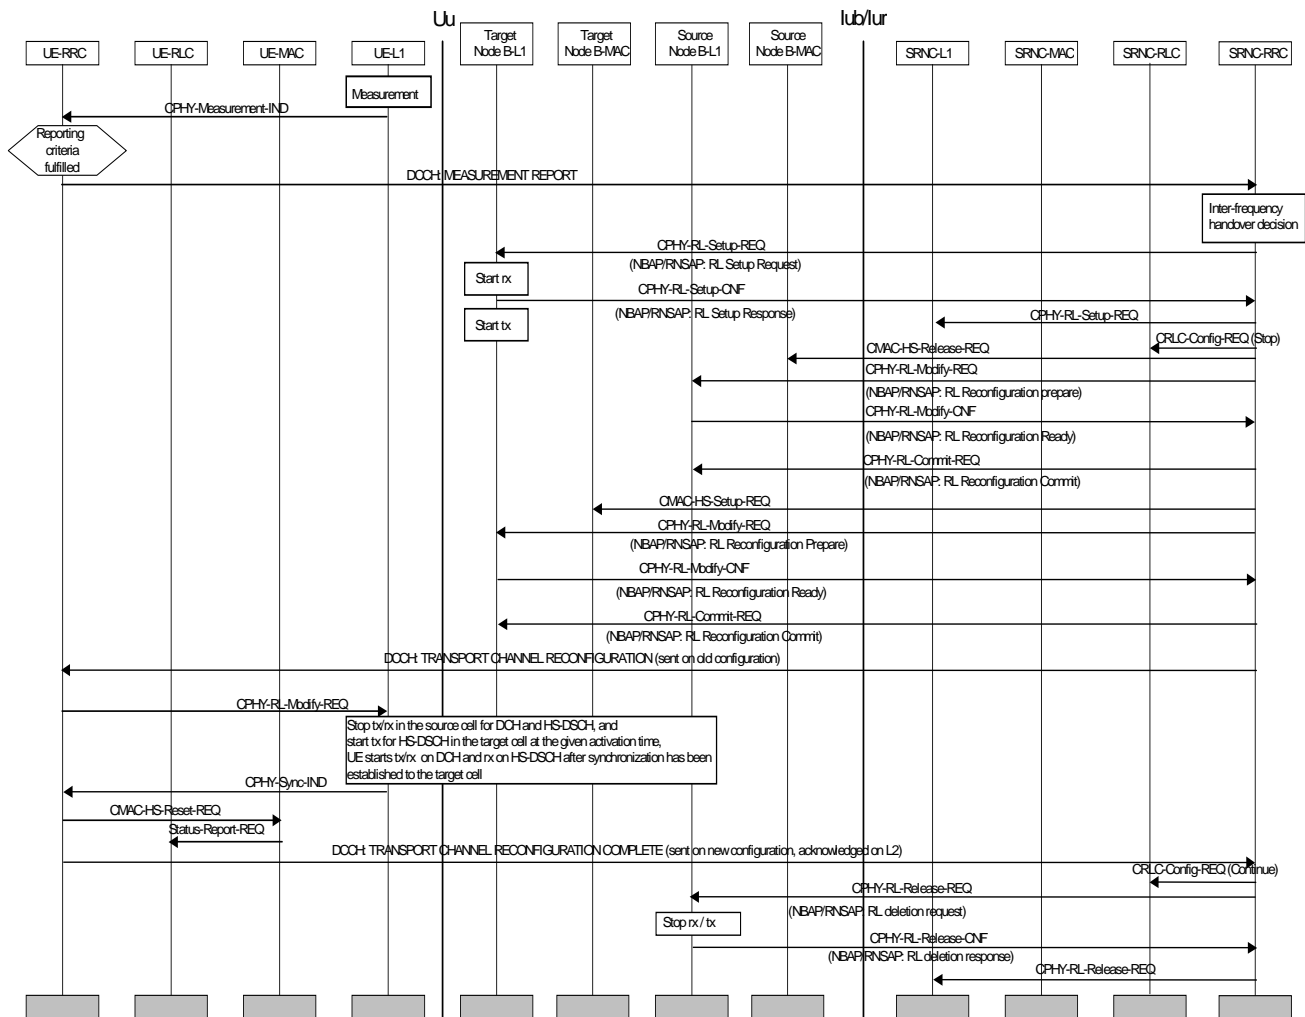 Uu
Iub/Iur
UE-RRC
UE-RLC
UE-MAC
UE-L1
Target
Node B-L1
Target
Node B-MAC
Source
Node B-L1
Source
Node B-MAC
SRNC-L1
SRNC-MAC
SRNC-RLC
SRNC-RRC
Measurement
CPHY-Measurement-IND
Reporting
criteria
fulfilled
DCCH: MEASUREMENT REPORT
Inter-frequency
handover decision
CPHY-RL-Setup-REQ
(NBAP/RNSAP: RL Setup Request)
Start rx
CPHY-RL-Setup-CNF
(NBAP/RNSAP: RL Setup Response)
Start tx
CPHY-RL-Setup-REQ
CRLC-Config-REQ (Stop)
CMAC-HS-Release-REQ
CPHY-RL-Modify-REQ
(NBAP/RNSAP: RL Reconfiguration prepare)
CPHY-RL-Modify-CNF
(NBAP/RNSAP: RL Reconfiguration Ready)
CPHY-RL-Commit-REQ
(NBAP/RNSAP: RL Reconfiguration Commit)
CMAC-HS-Setup-REQ
CPHY-RL-Modify-REQ
(NBAP/RNSAP: RL Reconfiguration Prepare)
CPHY-RL-Modify-CNF
(NBAP/RNSAP: RL Reconfiguration Ready)
CPHY-RL-Commit-REQ
(NBAP/RNSAP: RL Reconfiguration Commit)
DCCH: TRANSPORT CHANNEL RECONFIGURATION (sent on old configuration)
CPHY-RL-Modify-REQ
Stop tx/rx in the source cell for DCH and HS-DSCH, and
start tx for HS-DSCH in the target cell at the given activation time,
UE starts tx/rx on DCH and rx on HS-DSCH after synchronization has been
established to the target cell
CPHY-Sync-IND
CMAC-HS-Reset-REQ
Status-Report-REQ
DCCH: TRANSPORT CHANNEL RECONFIGURATION COMPLETE (sent on new configuration, acknowledged on L2)
CRLC-Config-REQ (Continue)
CPHY-RL-Release-REQ
(NBAP/RNSAP: RL deletion request)
Stop rx / tx
CPHY-RL-Release-CNF
(NBAP/RNSAP: RL deletion response)
CPHY-RL-Release-REQ